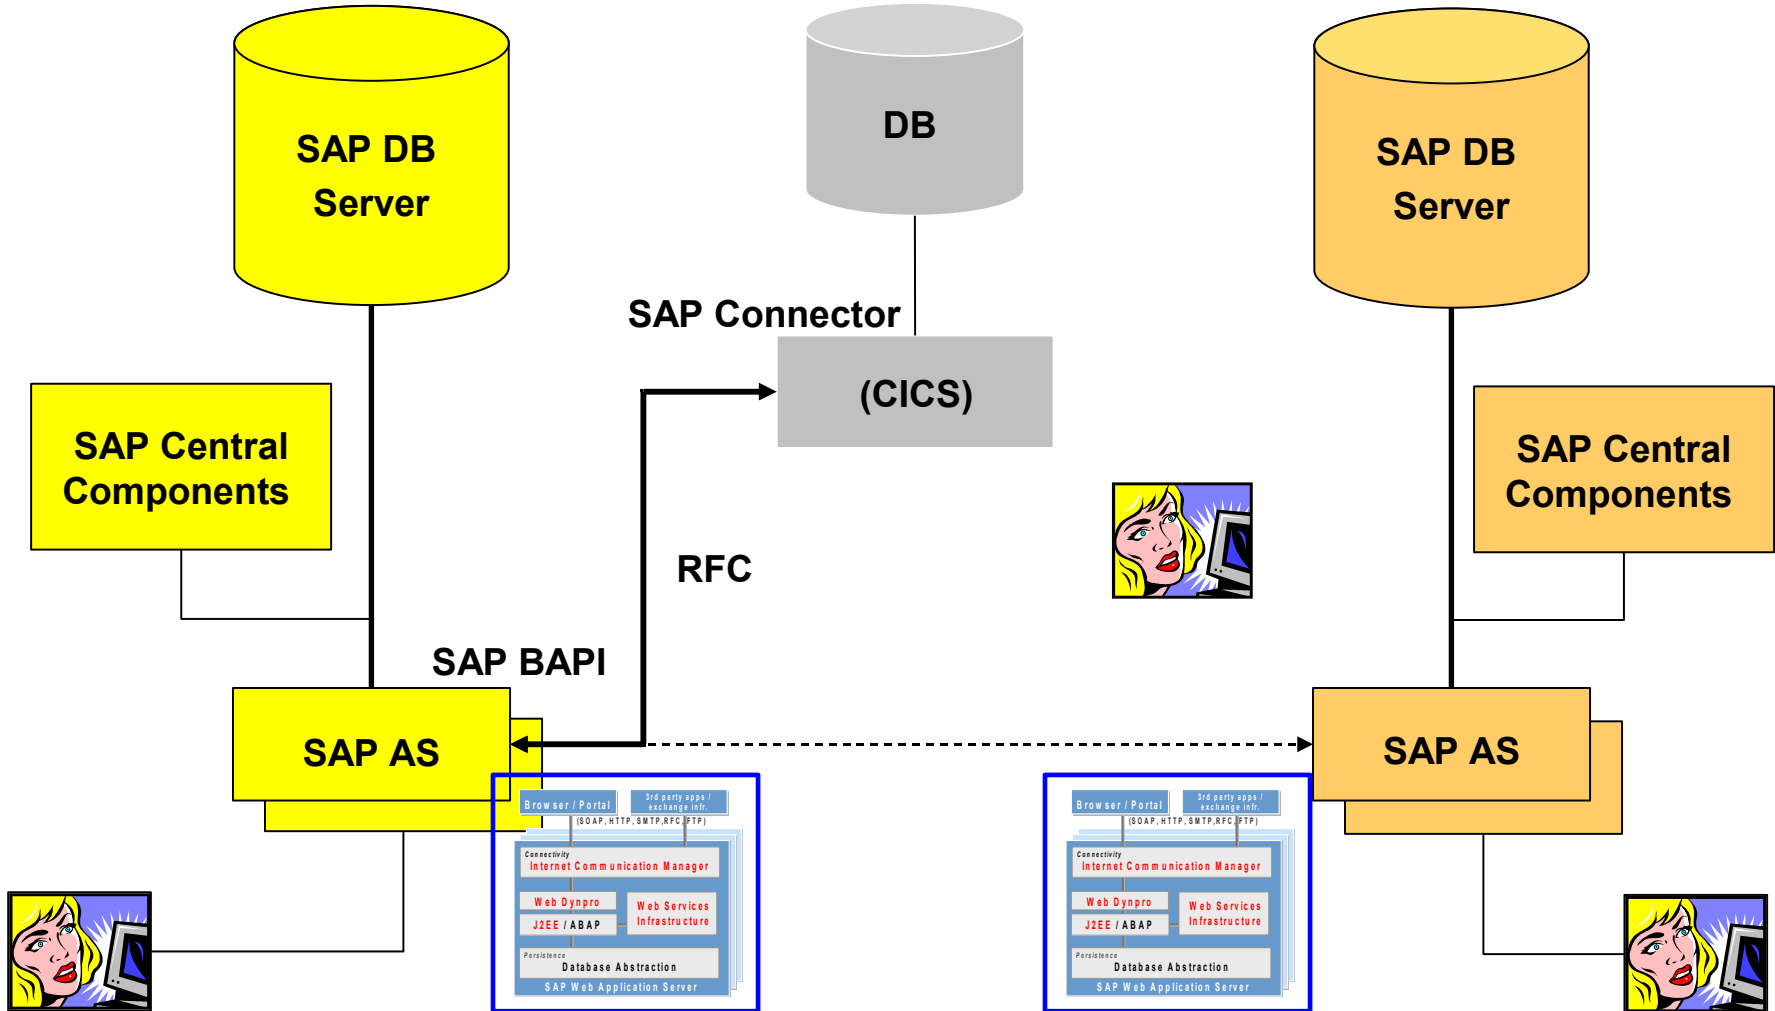 SAP DB
Server
DB
SAP DB
Server
SAP Connector
(CICS)
SAP Central
Components
SAP Central
Components
RFC
SAP BAPI
SAP AS
SAP AS
Browser / Portal
3rd party apps /
exchange infr.
(SOAP, HTTP, SMTP,RFC, FTP)
Connectivity
Internet Communication Manager
Web Dynpro
J2EE / ABAP
Web Services
Infrastructure
Persistence
Database Abstraction
SAP Web Application Server
Browser / Portal
3rd party apps /
exchange infr.
(SOAP, HTTP, SMTP,RFC, FTP)
Connectivity
Internet Communication Manager
Web Dynpro
J2EE / ABAP
Web Services
Infrastructure
Persistence
Database Abstraction
SAP Web Application Server